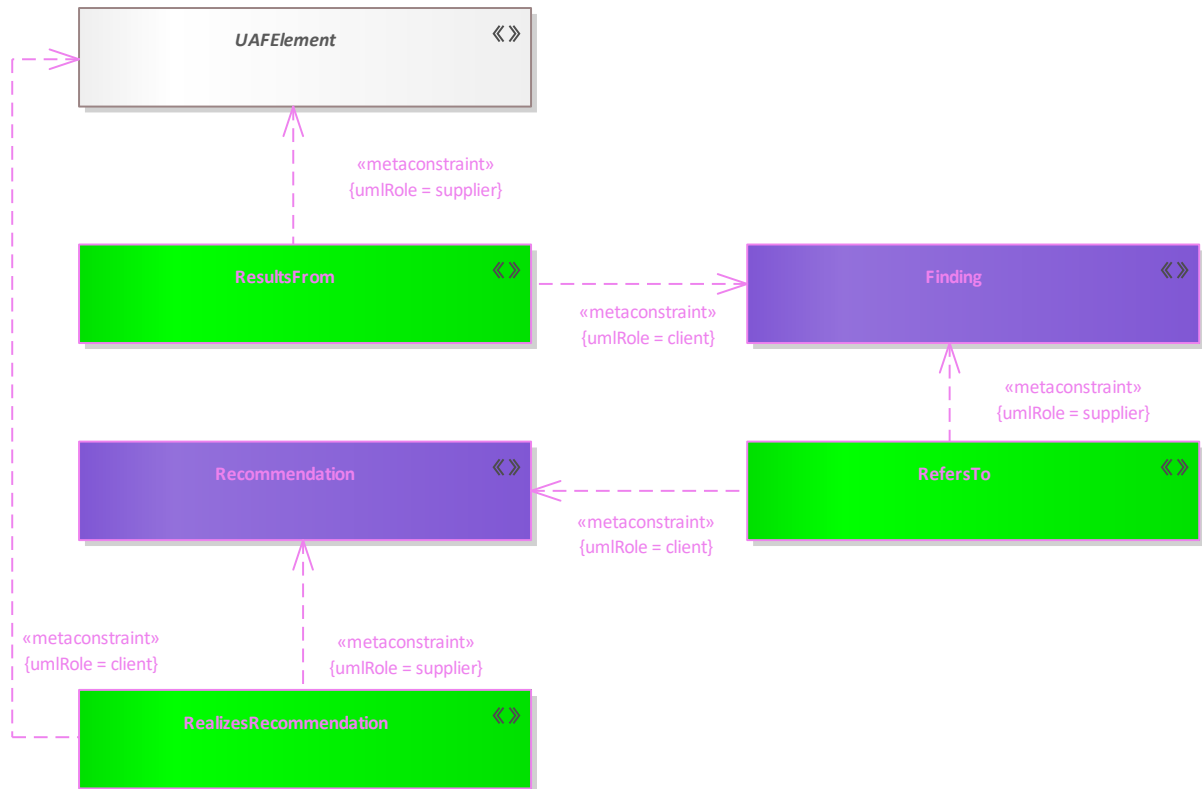 UAFElement
«metaconstraint»
{umlRole = supplier}
ResultsFrom
Finding
«metaconstraint»
{umlRole = client}
«metaconstraint»
{umlRole = supplier}
Recommendation
RefersTo
«metaconstraint»
{umlRole = client}
«metaconstraint»
{umlRole = client}
«metaconstraint»
{umlRole = supplier}
RealizesRecommendation